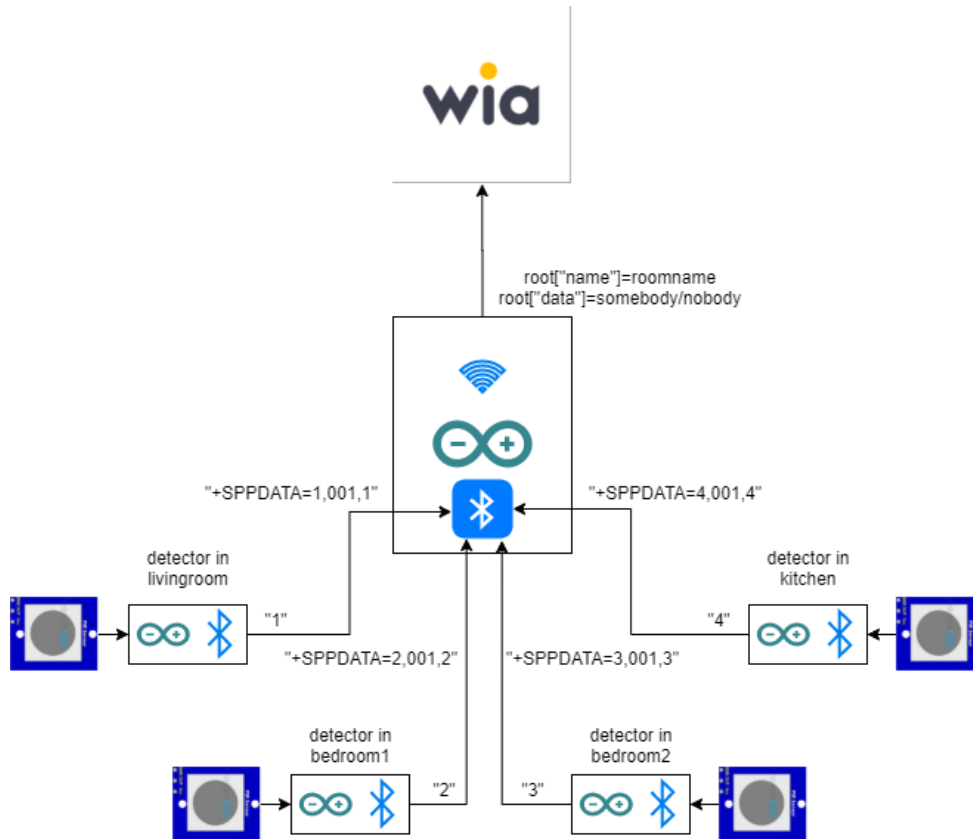 wia
root["name"]=roomname
root["data"]=somebody/nobody
"+SPPDATA=1,001,1"
"+SPPDATA=4,001,4"
detector in
livingroom
detector in
kitchen
"1"
"4"
"+SPPDATA=2,001,2"
"+SPPDATA=3,001,3"
detector in
bedroom1
detector in
bedroom2
"2"
"3"